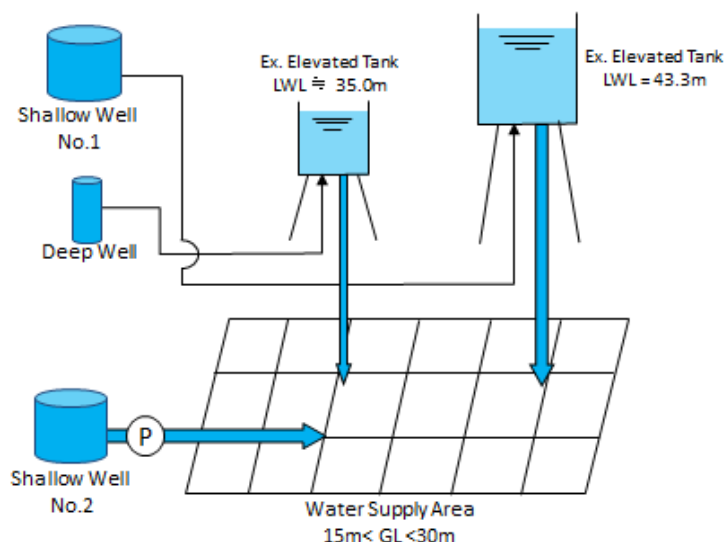 Ex. Elevated Tank
LWL ≒ 35.0m
Ex. Elevated Tank
LWL = 43.3m
Shallow Well
No.1
Deep Well
P
Shallow Well
No.2
Water Supply Area
15m< GL <30m